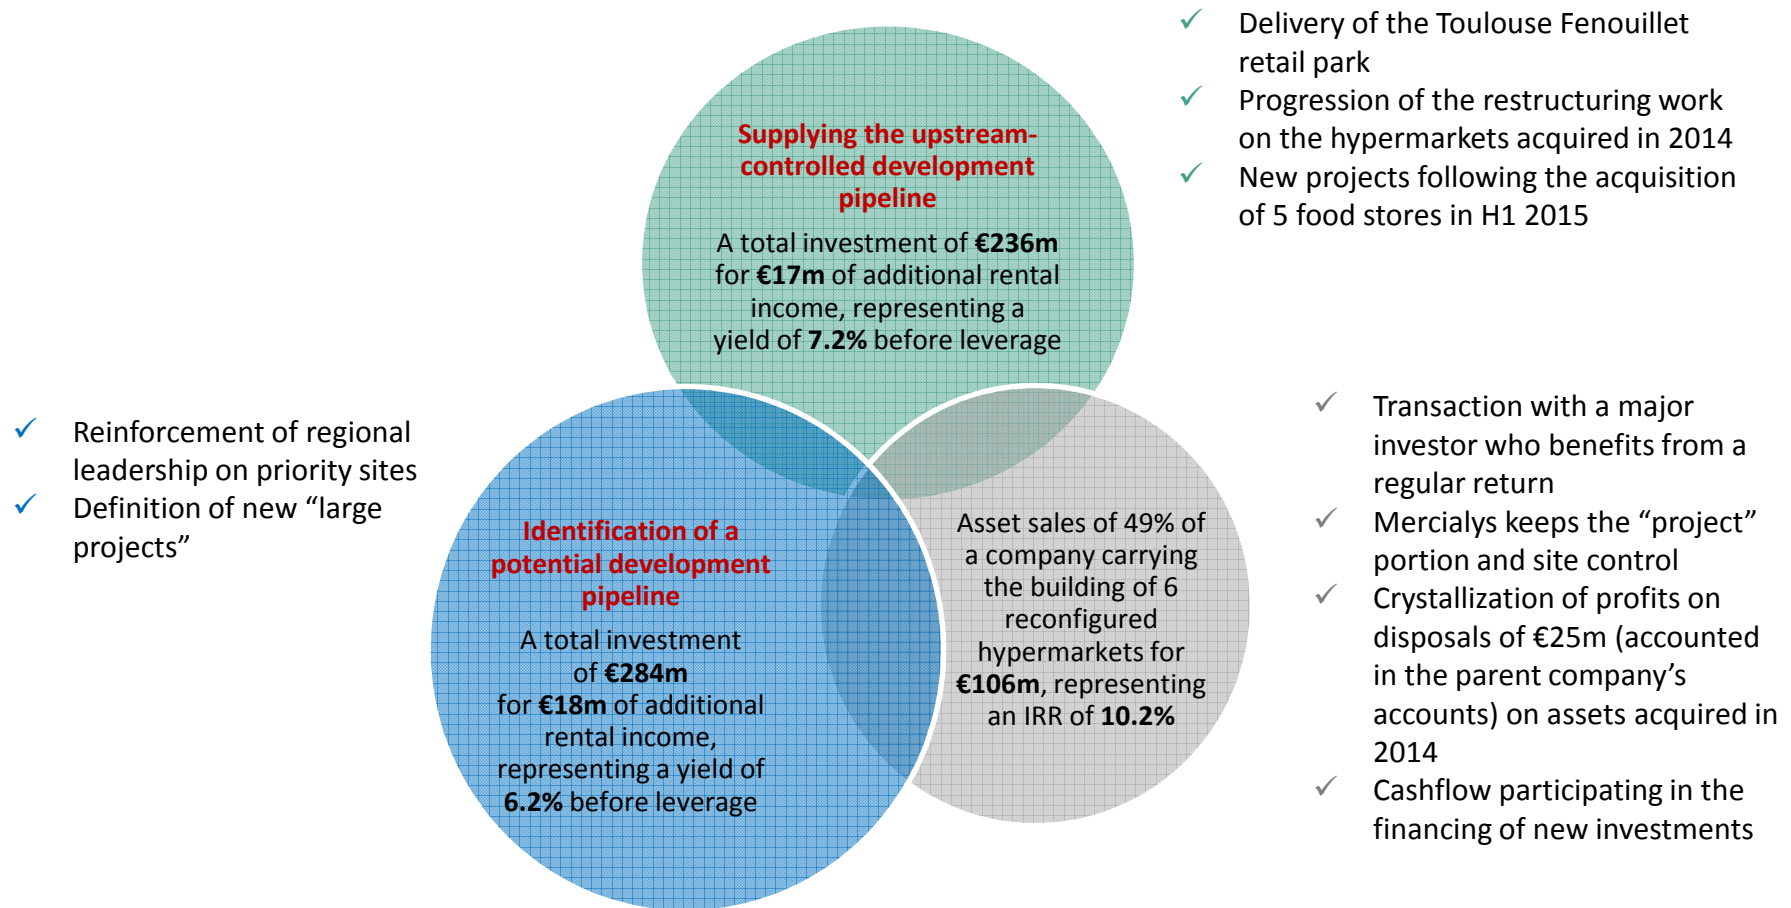 Supplying the upstream-
controlled development
pipeline
A total investment of €236m
for €17m of additional rental
income, representing a
yield of 7.2% before leverage
✓ Delivery of the Toulouse Fenouillet
retail park
✓ Progression of the restructuring work
on the hypermarkets acquired in 2014
✓ New projects following the acquisition
of 5 food stores in H1 2015
✓ Reinforcement of regional
leadership on priority sites
✓ Definition of new “large
projects”
Identification of a
potential development
pipeline
A total investment
of €284m
for €18m of additional
rental income,
representing a yield of
6.2% before leverage
Asset sales of 49% of
a company carrying
the building of 6
reconfigured
hypermarkets for
€106m, representing
an IRR of 10.2%
✓ Transaction with a major
investor who benefits from a
regular return
✓ Mercialys keeps the “project”
portion and site control
✓ Crystallization of profits on
disposals of €25m (accounted
in the parent company’s
accounts) on assets acquired in
2014
✓ Cashflow participating in the
financing of new investments